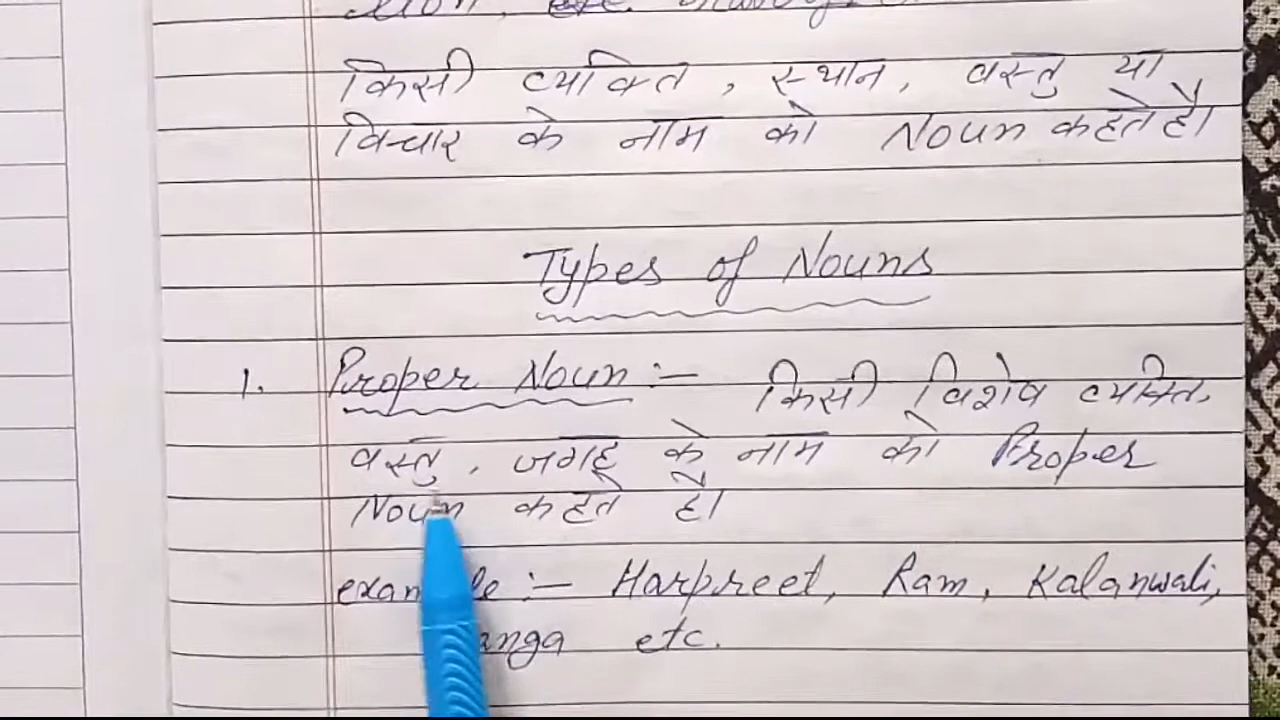 etc.
किसी व्यक्ति, स्थान, वस्तु या
विचार के नाम को Noun कहते है।
Types of Nouns
1. Proper Noun :- किसी विशेष व्यक्ति,
वस्तु, जगह के नाम को Proper
Noun कहते है।
example :- Harpreet, Ram, Kalanwali,
etc.